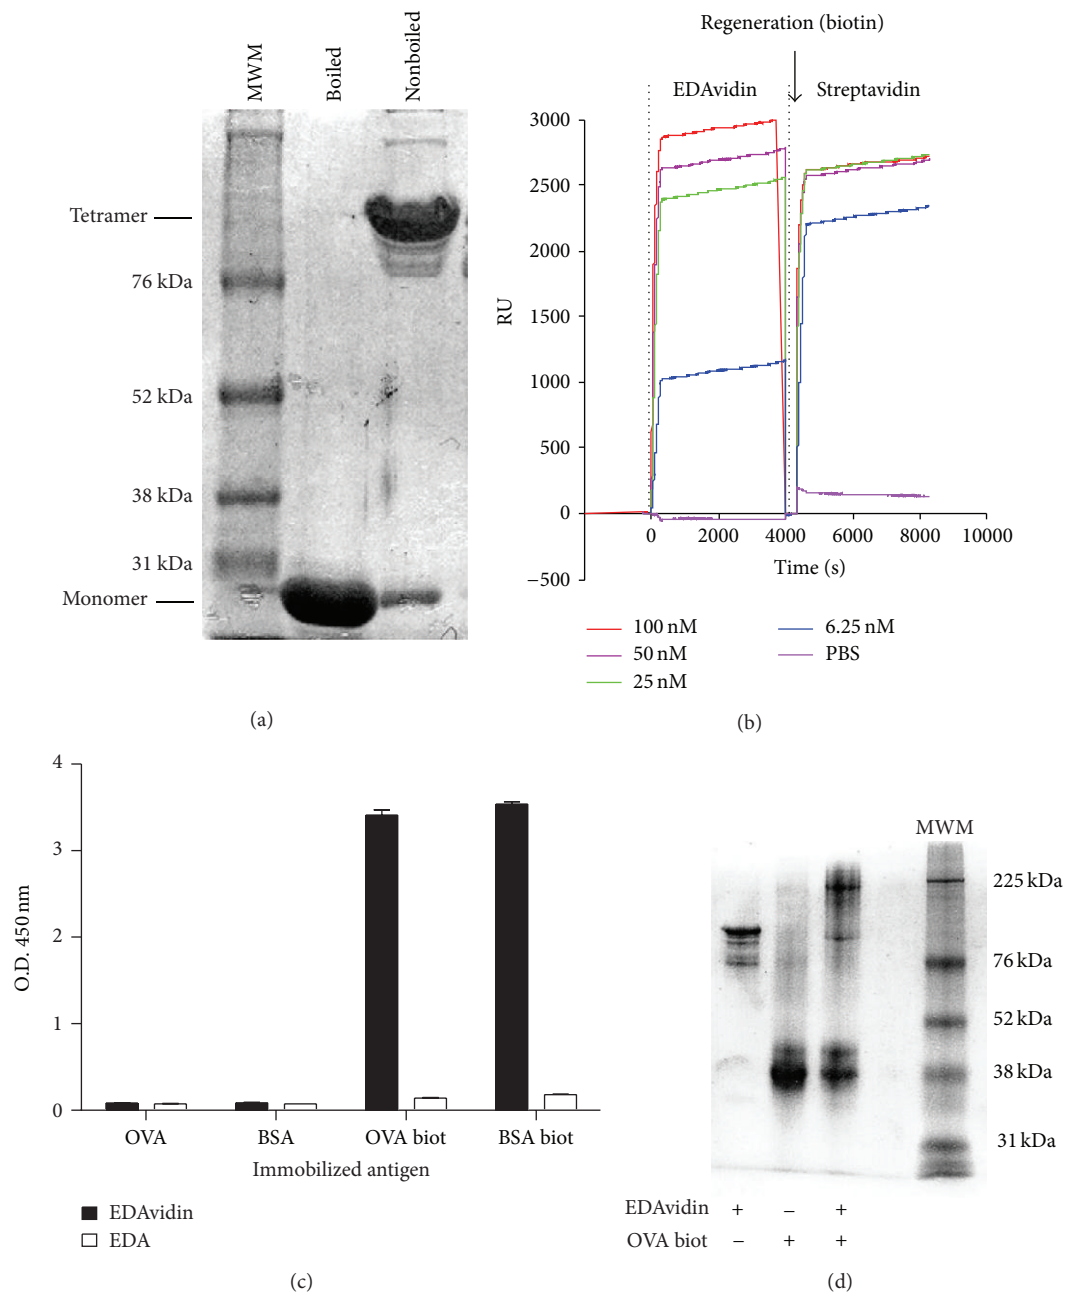 MWM
Boiled
Nonboiled
Tetramer
76 kDa
52 kDa
38 kDa
31 kDa
Monomer
(a)
Regeneration (biotin)
EDAvidin
Streptavidin
3000
2500
2000
1500
1000
500
0
−500
RU
0
2000
4000
6000
8000
10000
Time (s)
100 nM
50 nM
25 nM
6.25 nM
PBS
(b)
4
3
2
1
0
O.D. 450 nm
OVA
BSA
OVA biot
BSA biot
Immobilized antigen
EDAvidin
EDA
(c)
MWM
225 kDa
76 kDa
52 kDa
38 kDa
31 kDa
EDAvidin + − +
OVA biot − + +
(d)